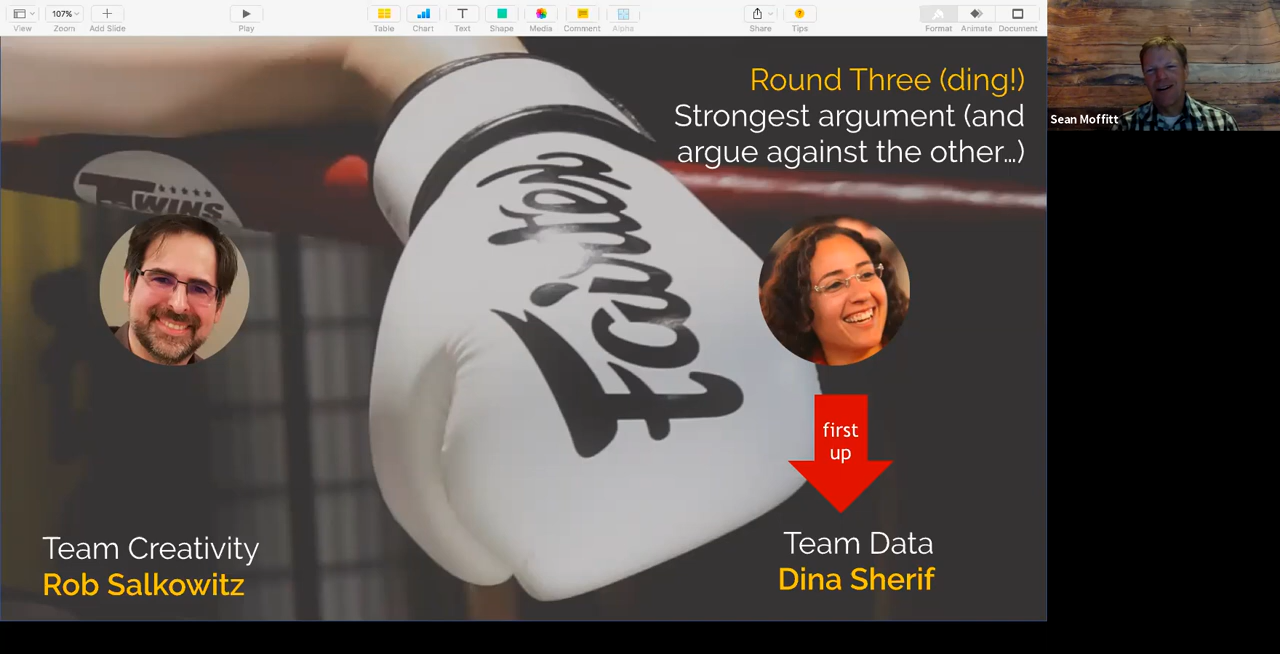 107%
View
Zoom
Add Slide
Play
Table
Chart
Text
Shape
Media
Comment
Alpha
Share
Tips
Format
Animate
Document
Round Three (ding!)
Strongest argument (and
argue against the other...)
Sean Moffitt
TWINS
Fairtex
first
up
Team Creativity
Rob Salkowitz
Team Data
Dina Sherif